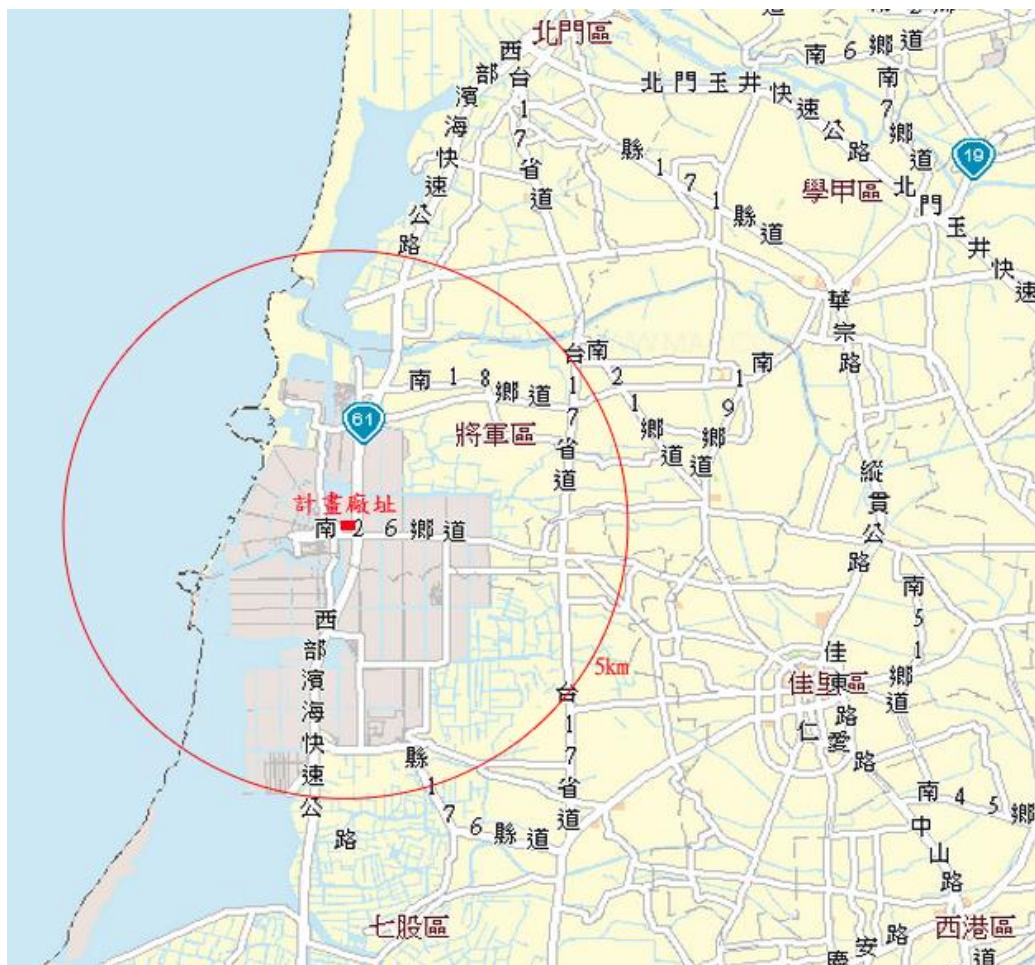 北門區
西部濱海快速公路
台17省道
北門玉井快速公路
南6鄉道
南7鄉道
縣171縣道
學甲區
19
北門玉井快速
華宗路
南18鄉道
61
將軍區
台17省道
南21鄉道
南19鄉道
計畫廠址
南26鄉道
縱貫公路
南51鄉道
西部濱海快速公路
5km
佳里區
佳東路
仁愛路
台17省道
縣176縣道
南45鄉
中山路
七股區
西港區
安路
道